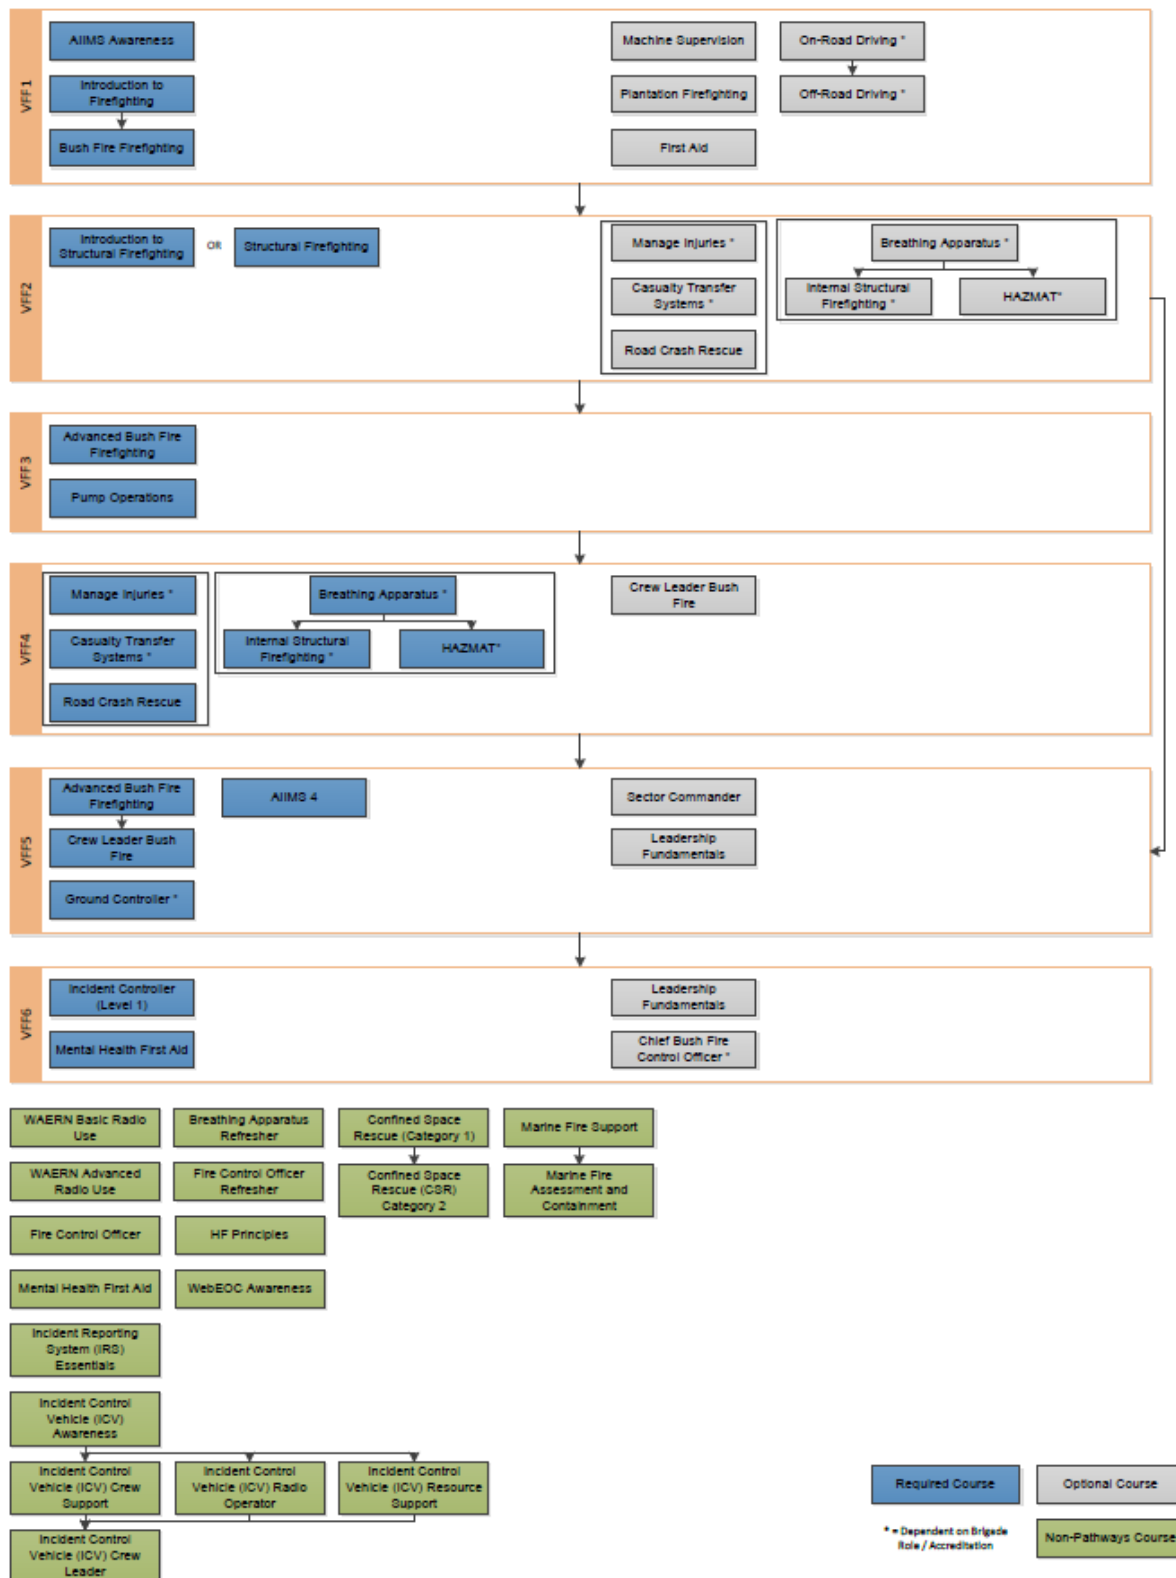 VFF1
AIIMS Awareness
Introduction to
Firefighting
Bush Fire Firefighting
Machine Supervision
Plantation Firefighting
First Aid
On-Road Driving *
Off-Road Driving *
VFF2
Introduction to
Structural Firefighting
OR
Structural Firefighting
Manage Injuries *
Casualty Transfer
Systems *
Road Crash Rescue
Breathing Apparatus *
Internal Structural
Firefighting *
HAZMAT*
VFF3
Advanced Bush Fire
Firefighting
Pump Operations
VFF4
Manage Injuries *
Casualty Transfer
Systems *
Road Crash Rescue
Breathing Apparatus *
Internal Structural
Firefighting *
HAZMAT*
Crew Leader Bush
Fire
VFF5
Advanced Bush Fire
Firefighting
Crew Leader Bush
Fire
Ground Controller *
AIIMS 4
Sector Commander
Leadership
Fundamentals
VFF6
Incident Controller
(Level 1)
Mental Health First Aid
Leadership
Fundamentals
Chief Bush Fire
Control Officer *
WAERN Basic Radio
Use
Breathing Apparatus
Refresher
Confined Space
Rescue (Category 1)
Marine Fire Support
WAERN Advanced
Radio Use
Fire Control Officer
Refresher
Confined Space
Rescue (CSR)
Category 2
Marine Fire
Assessment and
Containment
Fire Control Officer
HF Principles
Mental Health First Aid
WebEOC Awareness
Incident Reporting
System (IRS)
Essentials
Incident Control
Vehicle (ICV)
Awareness
Incident Control
Vehicle (ICV) Crew
Support
Incident Control
Vehicle (ICV) Radio
Operator
Incident Control
Vehicle (ICV) Resource
Support
Incident Control
Vehicle (ICV) Crew
Leader
Required Course
Optional Course
* = Dependent on Brigade
Role / Accreditation
Non-Pathways Course